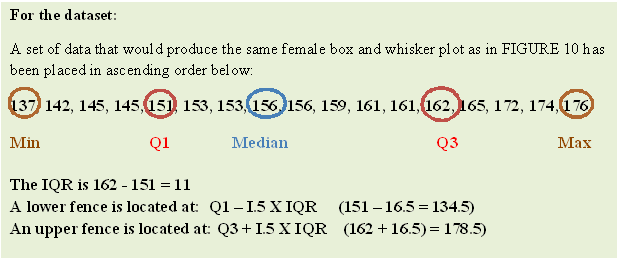 For the dataset:
A set of data that would produce the same female box and whisker plot as in FIGURE 10 has
been placed in ascending order below:
137, 142, 145, 145, 151, 153, 153, 156, 156, 159, 161, 161, 162, 165, 172, 174, 176
Min Q1 Median Q3 Max
The IQR is 162 - 151 = 11
A lower fence is located at: Q1 – I.5 X IQR (151 – 16.5 = 134.5)
An upper fence is located at: Q3 + I.5 X IQR (162 + 16.5) = 178.5)